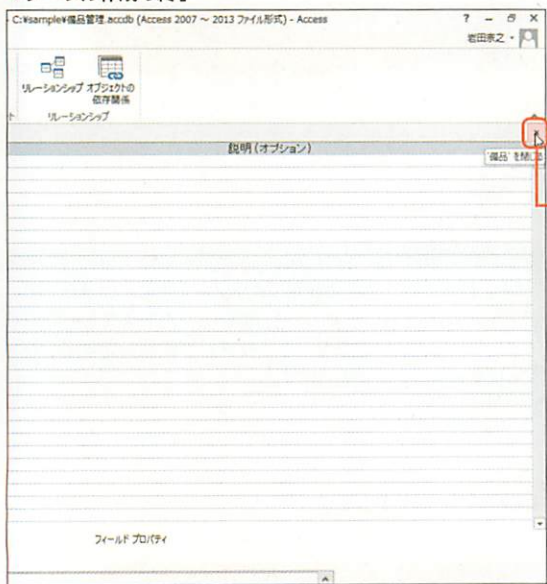 C:¥sample¥備品管理.accdb (Access 2007 ～ 2013 ファイル形式) - Access
? – 

岩田宗之
リレーションシップ オブジェクトの
依存関係
リレーションシップ
説明(オプション)
'備品' を閉じる
フィールド プロパティ